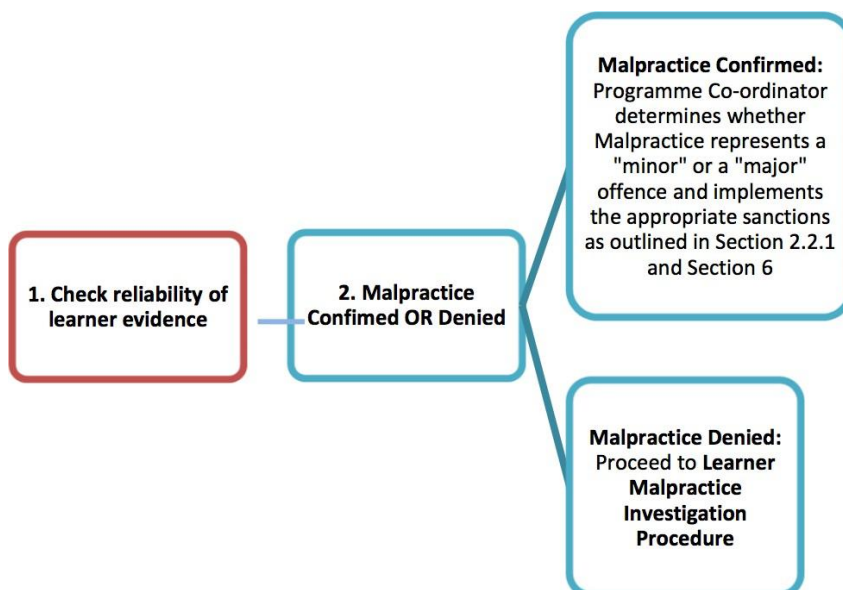 1. Check reliability of
learner evidence
2. Malpractice
Confimed OR Denied
Malpractice Confirmed:
Programme Co-ordinator
determines whether
Malpractice represents a
"minor" or a "major"
offence and implements
the appropriate sanctions
as outlined in Section 2.2.1
and Section 6
Malpractice Denied:
Proceed to Learner
Malpractice
Investigation
Procedure